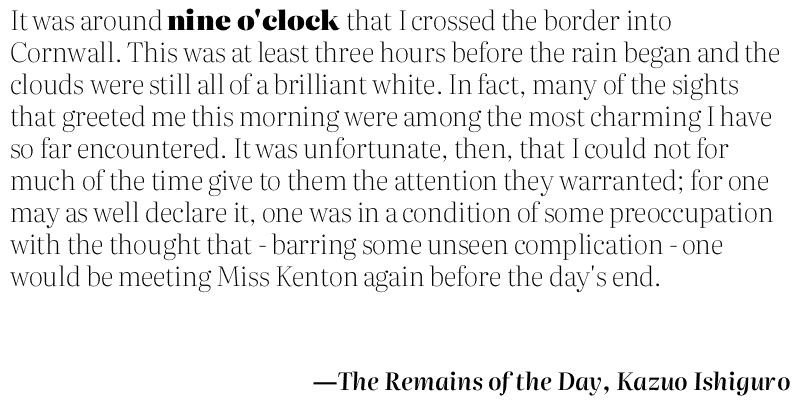 It was around nine o'clock that I crossed the border into
Cornwall. This was at least three hours before the rain began and the
clouds were still all of a brilliant white. In fact, many of the sights
that greeted me this morning were among the most charming I have
so far encountered. It was unfortunate, then, that I could not for
much of the time give to them the attention they warranted; for one
may as well declare it, one was in a condition of some preoccupation
with the thought that - barring some unseen complication - one
would be meeting Miss Kenton again before the day's end.
—The Remains of the Day, Kazuo Ishiguro